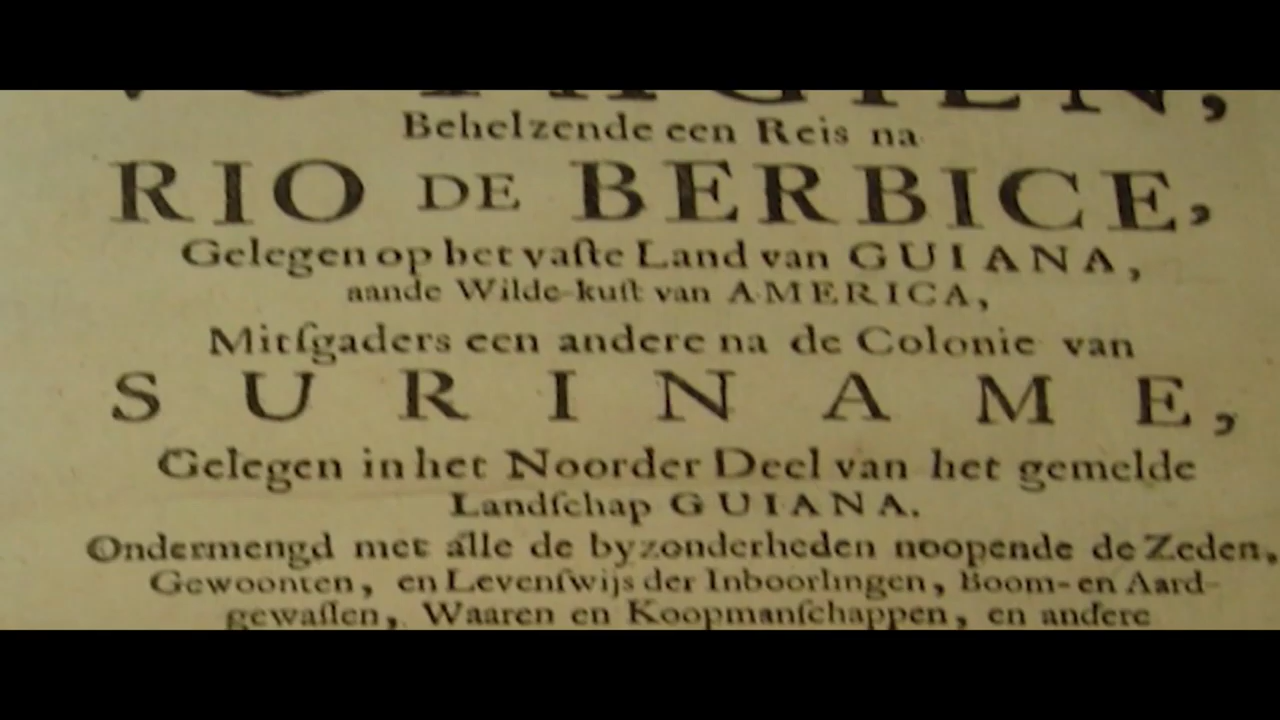 Behelzende een Reis na
RIO DE BERBICE,
Gelegen op het vaſte Land van GUIANA,
aande Wilde-kuſt van AMERICA,
Mitſgaders een andere na de Colonie van
SURINAME,
Gelegen in het Noorder Deel van het gemelde
Landſchap GUIANA.
Ondermengd met alle de byzonderheden noopende de Zeden,
Gewoonten, en Levenſwijs der Inboorlingen, Boom- en Aard-
gewaſſen, Waaren en Koopmanſchappen, en andere